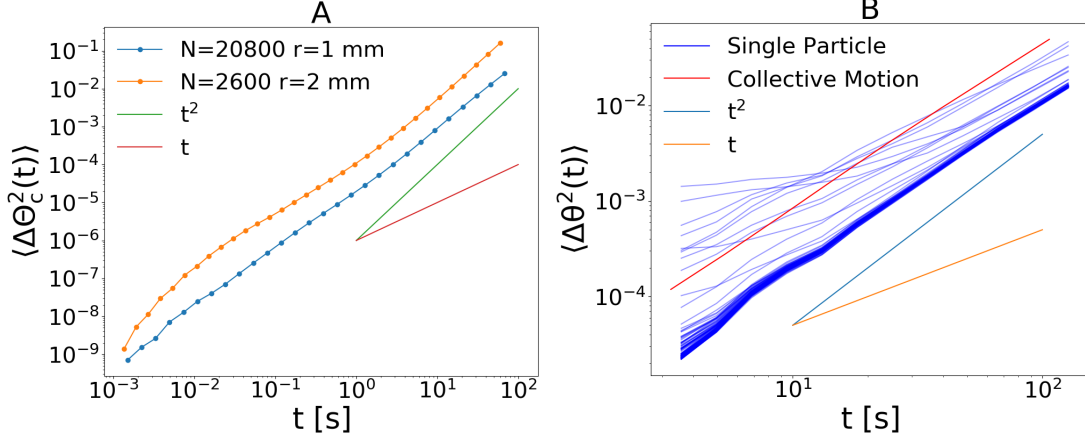 A
N=20800 r=1 mm
N=2600 r=2 mm
t²
t
⟨ΔΘ_c²(t)⟩
10⁻¹
10⁻²
10⁻³
10⁻⁴
10⁻⁵
10⁻⁶
10⁻⁷
10⁻⁸
10⁻⁹
10⁻³ 10⁻² 10⁻¹ 10⁰ 10¹ 10²
t [s]
B
Single Particle
Collective Motion
t²
t
⟨Δθ²(t)⟩
10⁻²
10⁻³
10⁻⁴
10¹ 10²
t [s]